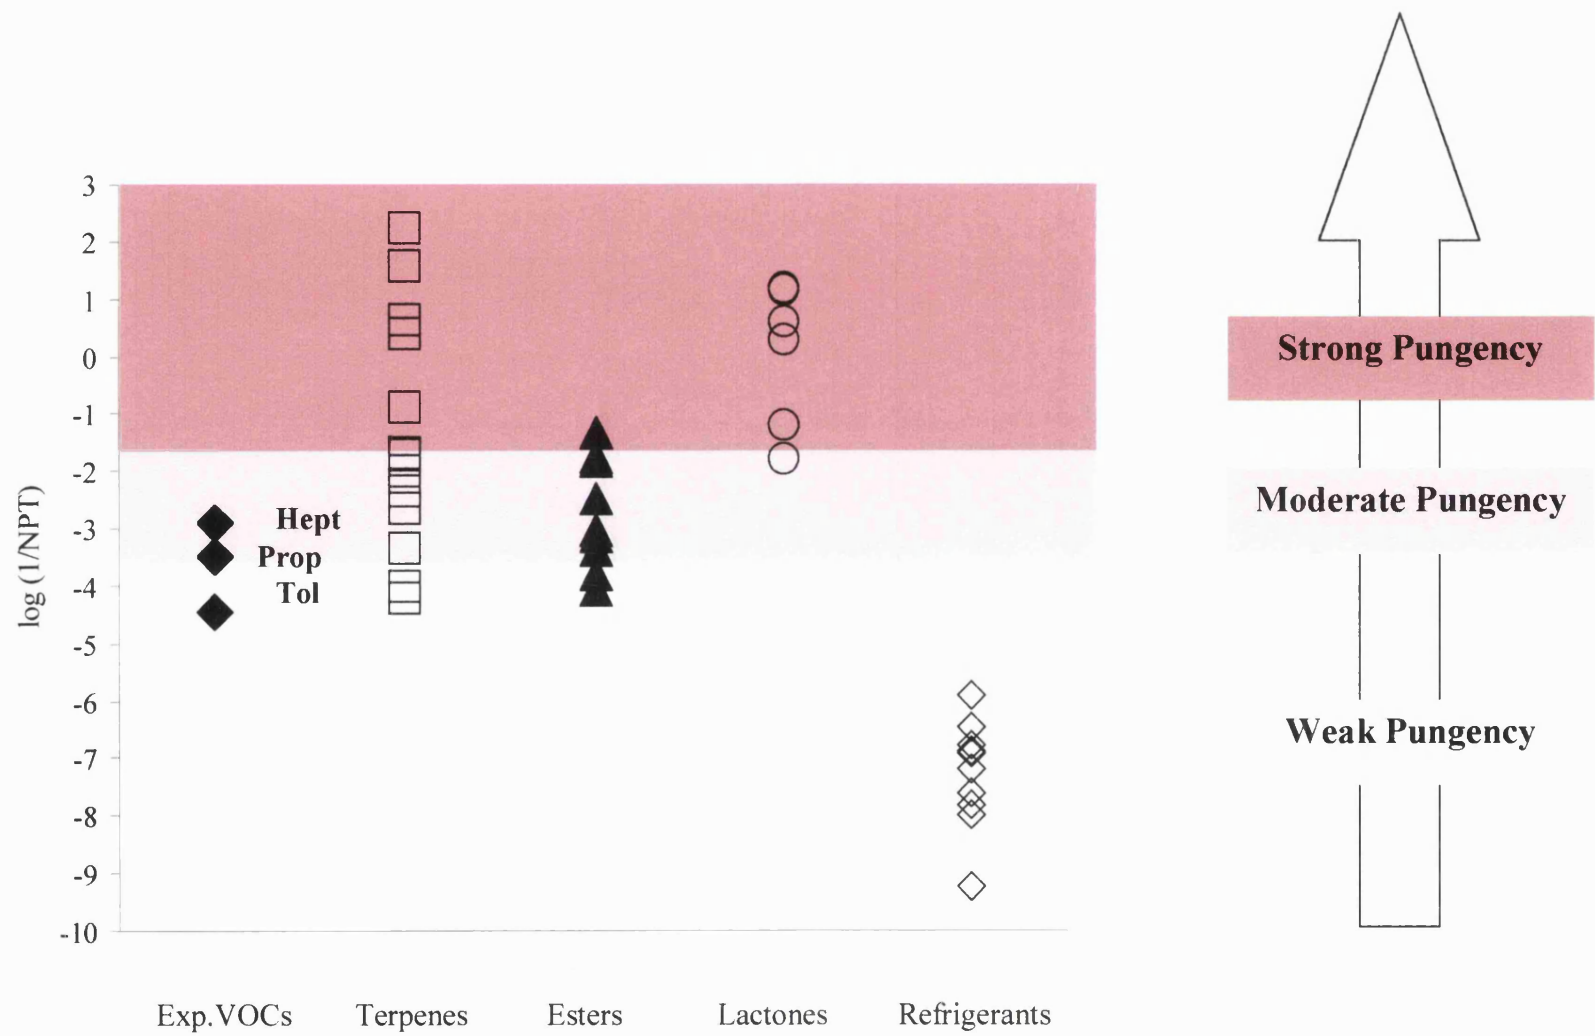 3
2
1
0
-1
-2
-3
-4
-5
-6
-7
-8
-9
-10
log (1/NPT)
Hept
Prop
Tol
Exp.VOCs Terpenes Esters Lactones Refrigerants
Strong Pungency
Moderate Pungency
Weak Pungency